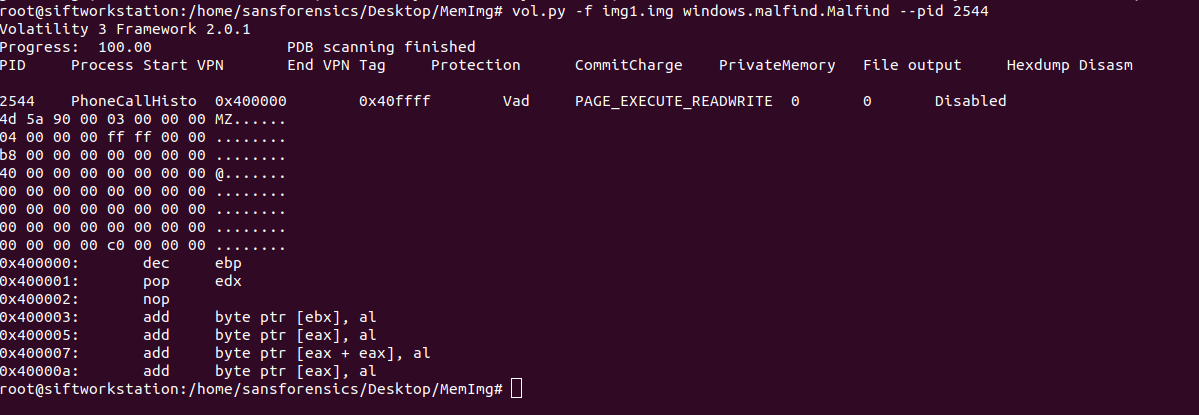 root@siftworkstation:/home/sansforensics/Desktop/MemImg# vol.py -f img1.img windows.malfind.Malfind --pid 2544
Volatility 3 Framework 2.0.1
Progress:  100.00               PDB scanning finished
PID     Process Start VPN       End VPN Tag     Protection      CommitCharge    PrivateMemory   File output     Hexdump Disasm

2544    PhoneCallHisto  0x400000        0x40ffff        Vad     PAGE_EXECUTE_READWRITE  0       0       Disabled
4d 5a 90 00 03 00 00 00 MZ......
04 00 00 00 ff ff 00 00 ........
b8 00 00 00 00 00 00 00 ........
40 00 00 00 00 00 00 00 @.......
00 00 00 00 00 00 00 00 ........
00 00 00 00 00 00 00 00 ........
00 00 00 00 00 00 00 00 ........
00 00 00 00 c0 00 00 00 ........
0x400000:       dec     ebp
0x400001:       pop     edx
0x400002:       nop
0x400003:       add     byte ptr [ebx], al
0x400005:       add     byte ptr [eax], al
0x400007:       add     byte ptr [eax + eax], al
0x40000a:       add     byte ptr [eax], al
root@siftworkstation:/home/sansforensics/Desktop/MemImg#